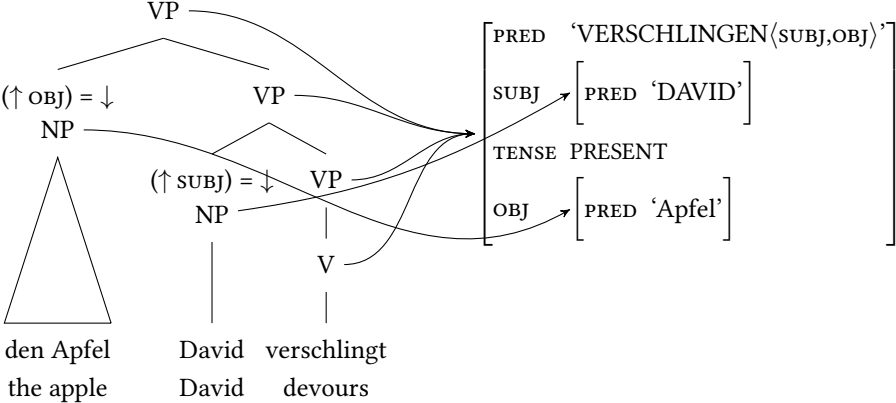 VP
PRED ‘VERSCHLINGEN⟨SUBJ,OBJ⟩’
(↑ OBJ) = ↓
VP
SUBJ [PRED ‘DAVID’]
NP
TENSE PRESENT
(↑ SUBJ) = ↓
VP
NP
OBJ [PRED ‘Apfel’]
V
den Apfel David verschlingt
the apple David devours